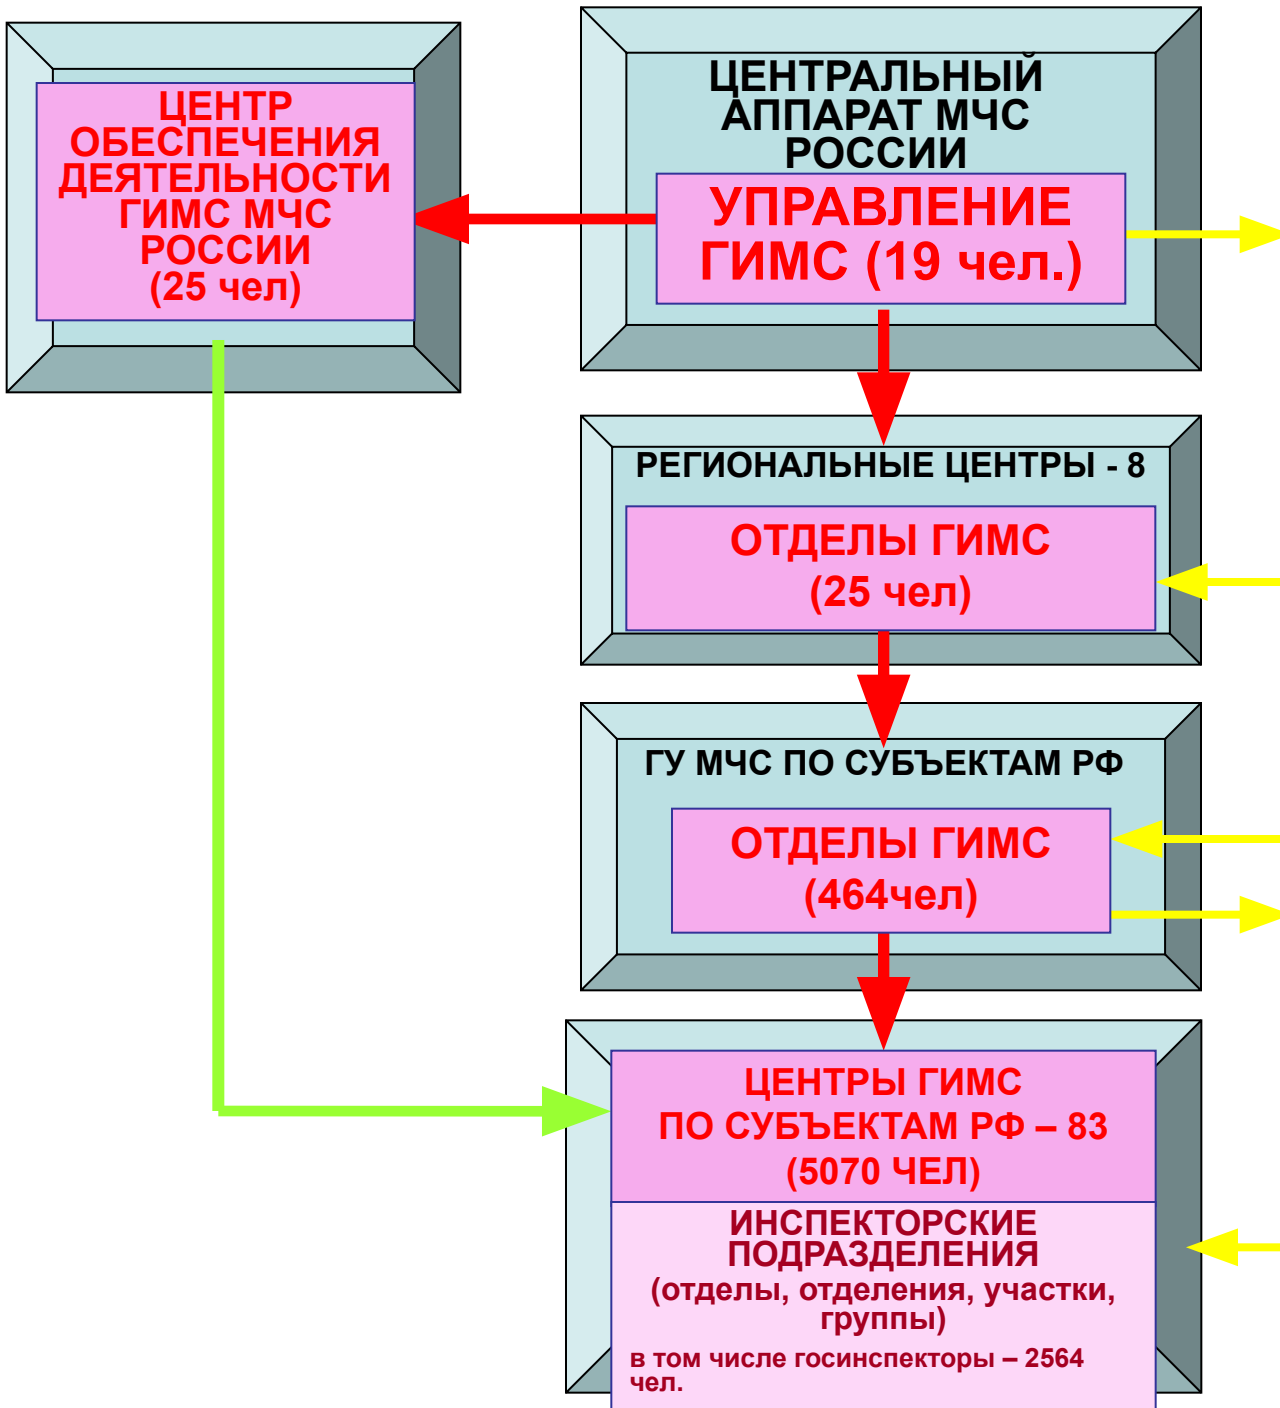 ЦЕНТР
ОБЕСПЕЧЕНИЯ
ДЕЯТЕЛЬНОСТИ
ГИМС МЧС
РОССИИ
(25 чел)
ЦЕНТРАЛЬНЫЙ
АППАРАТ МЧС
РОССИИ
УПРАВЛЕНИЕ
ГИМС (19 чел.)
РЕГИОНАЛЬНЫЕ ЦЕНТРЫ - 8
ОТДЕЛЫ ГИМС
(25 чел)
ГУ МЧС ПО СУБЪЕКТАМ РФ
ОТДЕЛЫ ГИМС
(464чел)
ЦЕНТРЫ ГИМС
ПО СУБЪЕКТАМ РФ – 83
(5070 ЧЕЛ)
ИНСПЕКТОРСКИЕ
ПОДРАЗДЕЛЕНИЯ
(отделы, отделения, участки,
группы)
в том числе госинспекторы – 2564
чел.